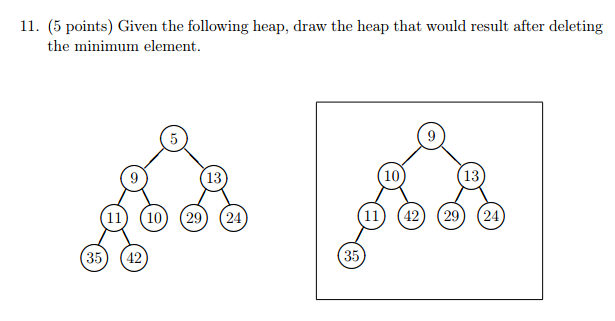 11. (5 points) Given the following heap, draw the heap that would result after deleting
the minimum element.
5
9 13
11 10 29 24
35 42
9
10 13
11 42 29 24
35